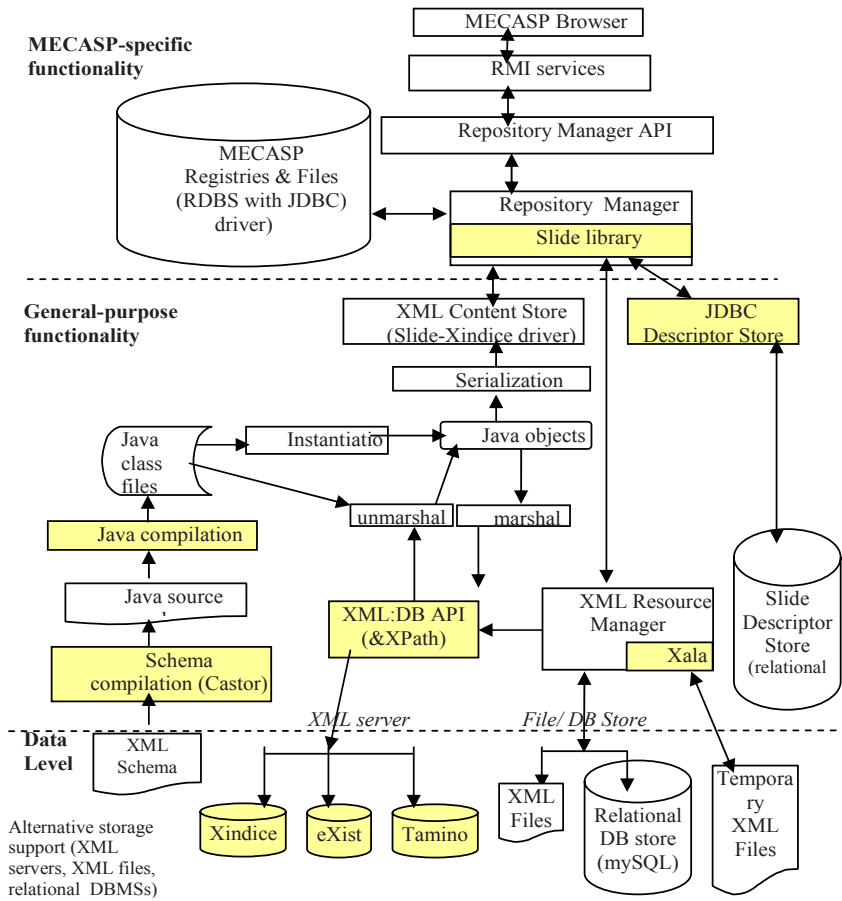 MECASP Browser
MECASP-specific
functionality
RMI services
Repository Manager API
MECASP
Registries & Files
(RDBS with JDBC)
driver)
Repository Manager
Slide library
General-purpose
functionality
XML Content Store
(Slide-Xindice driver)
JDBC
Descriptor Store
Serialization
Java
class
files
Instantiatio
Java objects
unmarshal
marshal
Java compilation
Java source
XML:DB API
(&XPath)
XML Resource
Manager
Xala
Slide
Descriptor
Store
(relational
Schema
compilation (Castor)
XML server
File/ DB Store
Data
Level
XML
Schema
Xindice
eXist
Tamino
XML
Files
Relational
DB store
(mySQL)
Tempora
ry
XML
Files
Alternative storage
support (XML
servers, XML files,
relational DBMSs)